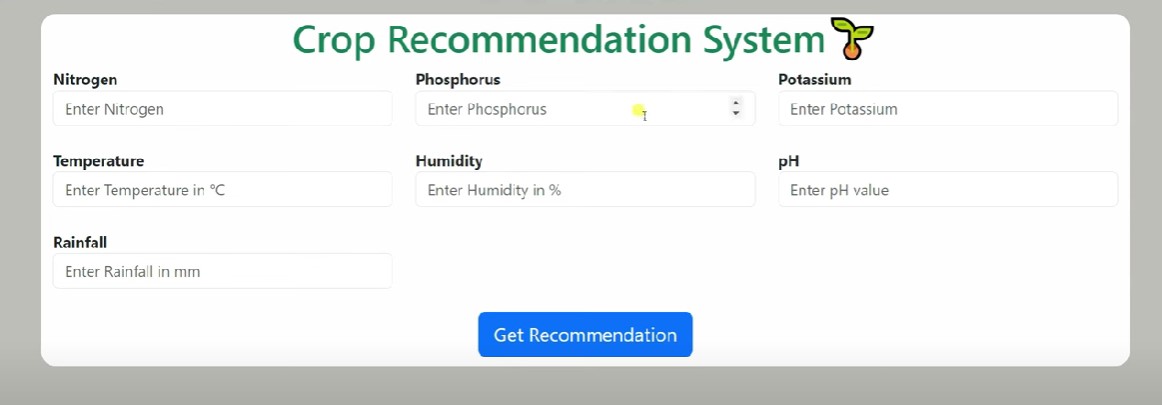 Crop Recommendation System
Nitrogen Phosphorus Potassium
Enter Nitrogen Enter Phosphorus Enter Potassium
Temperature Humidity pH
Enter Temperature in °C Enter Humidity in % Enter pH value
Rainfall
Enter Rainfall in mm
Get Recommendation